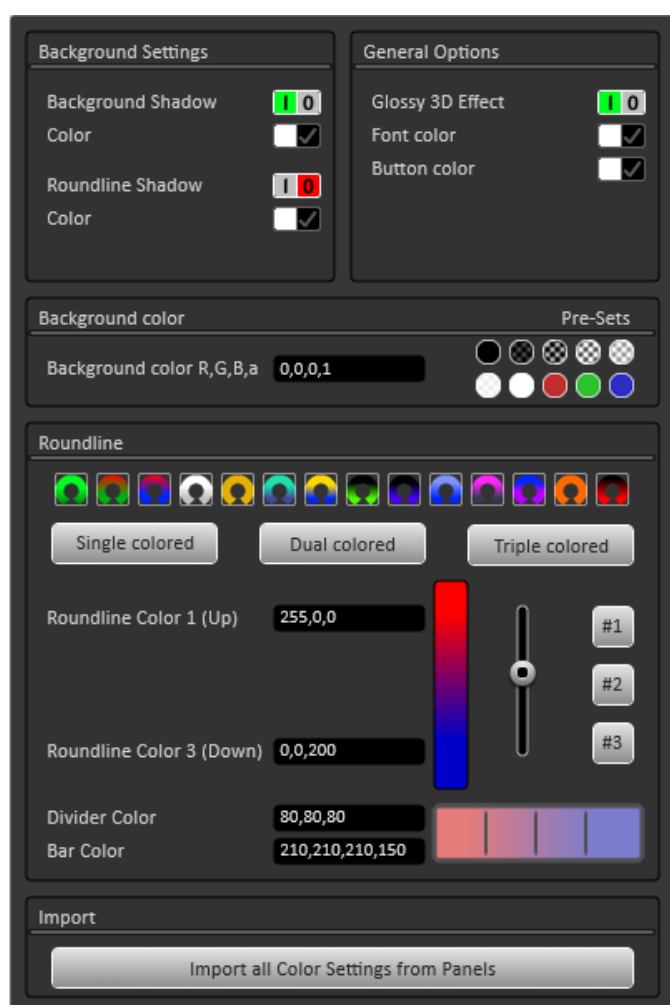 Background Settings
Background Shadow
I 0
Color
Roundline Shadow
I 0
Color
General Options
Glossy 3D Effect
I 0
Font color
Button color
Background color
Pre-Sets
Background color R,G,B,a
0,0,0,1
Roundline
Single colored
Dual colored
Triple colored
Roundline Color 1 (Up)
255,0,0
#1
#2
Roundline Color 3 (Down)
0,0,200
#3
Divider Color
80,80,80
Bar Color
210,210,210,150
Import
Import all Color Settings from Panels